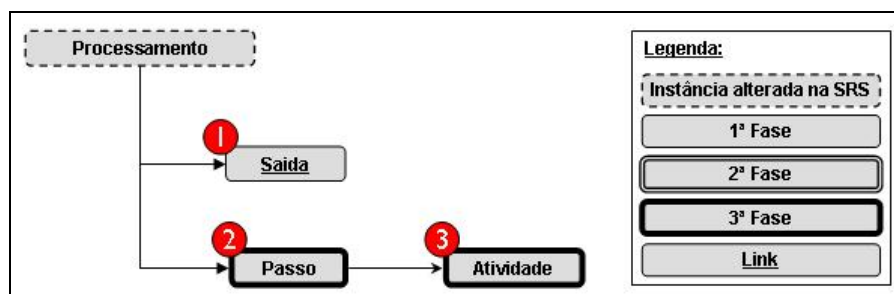 Processamento
1
Saida
2
Passo
3
Atividade
Legenda:
Instância alterada na SRS
1ª Fase
2ª Fase
3ª Fase
Link